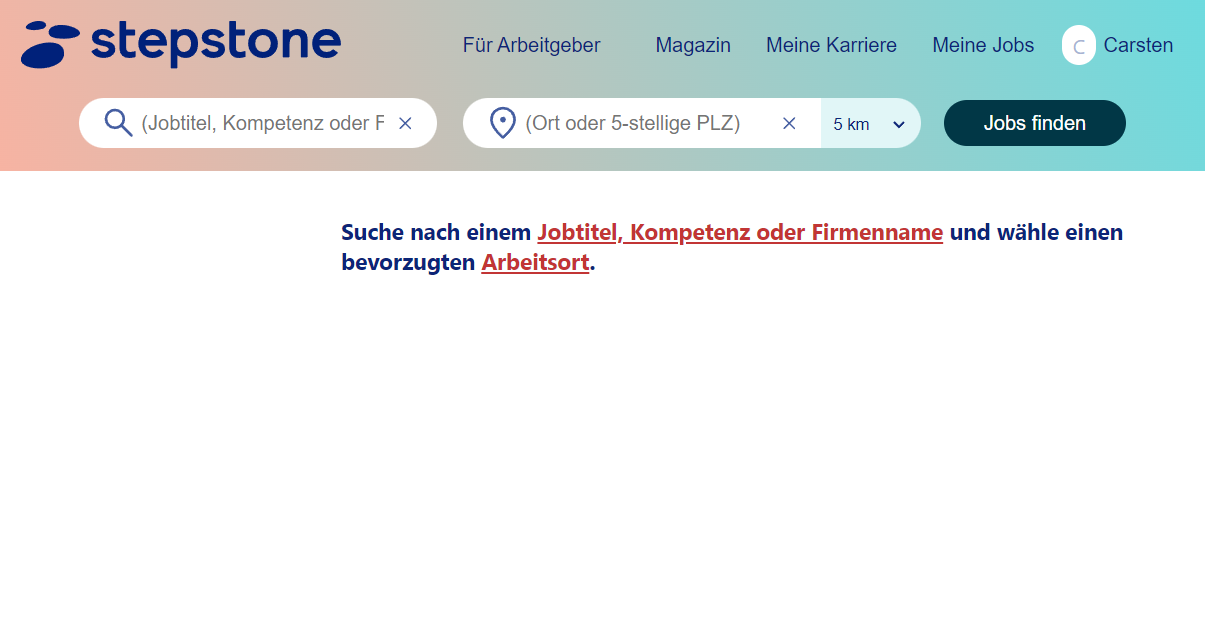 stepstone
Für Arbeitgeber Magazin Meine Karriere Meine Jobs C Carsten
(Jobtitel, Kompetenz oder F (Ort oder 5-stellige PLZ) 5 km Jobs finden
Suche nach einem Jobtitel, Kompetenz oder Firmenname und wähle einen
bevorzugten Arbeitsort.